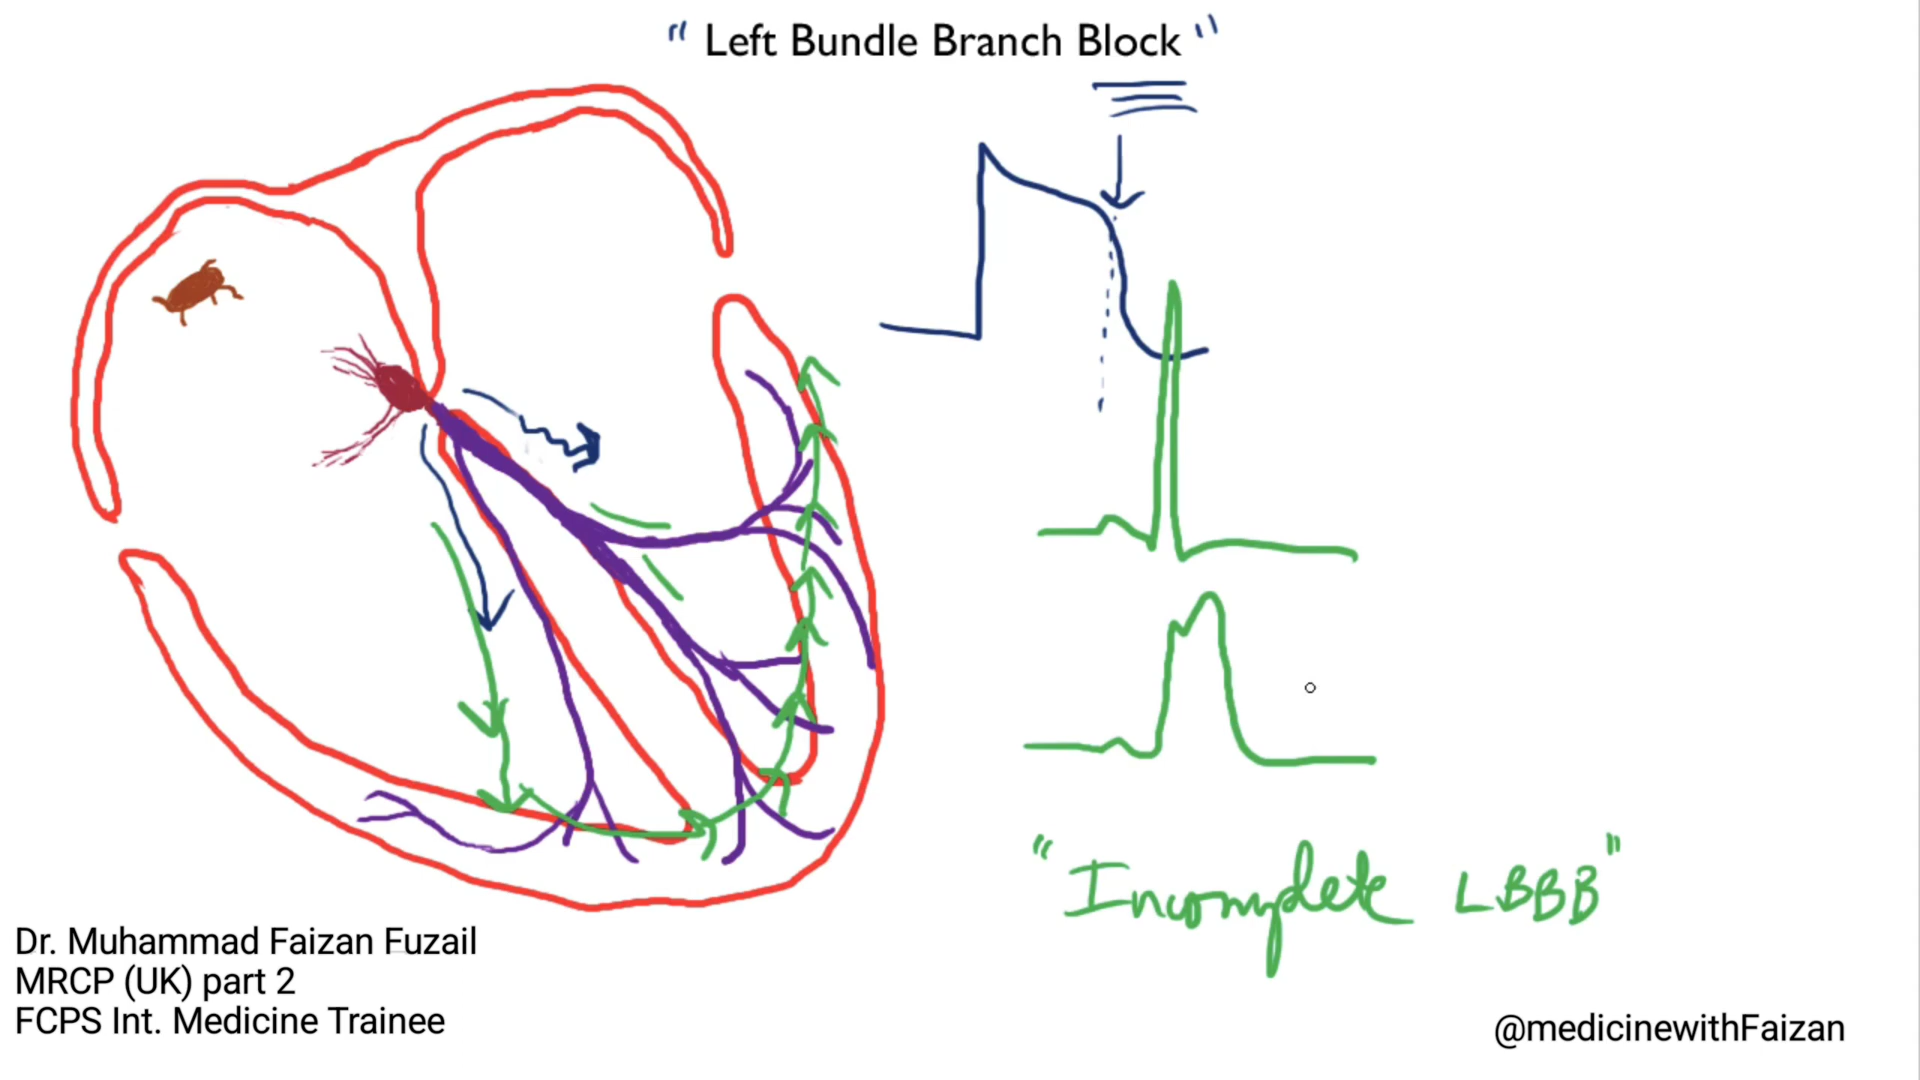 " Left Bundle Branch Block "
"Incomplete LBBB"
Dr. Muhammad Faizan Fuzail
MRCP (UK) part 2
FCPS Int. Medicine Trainee
@medicinewithFaizan